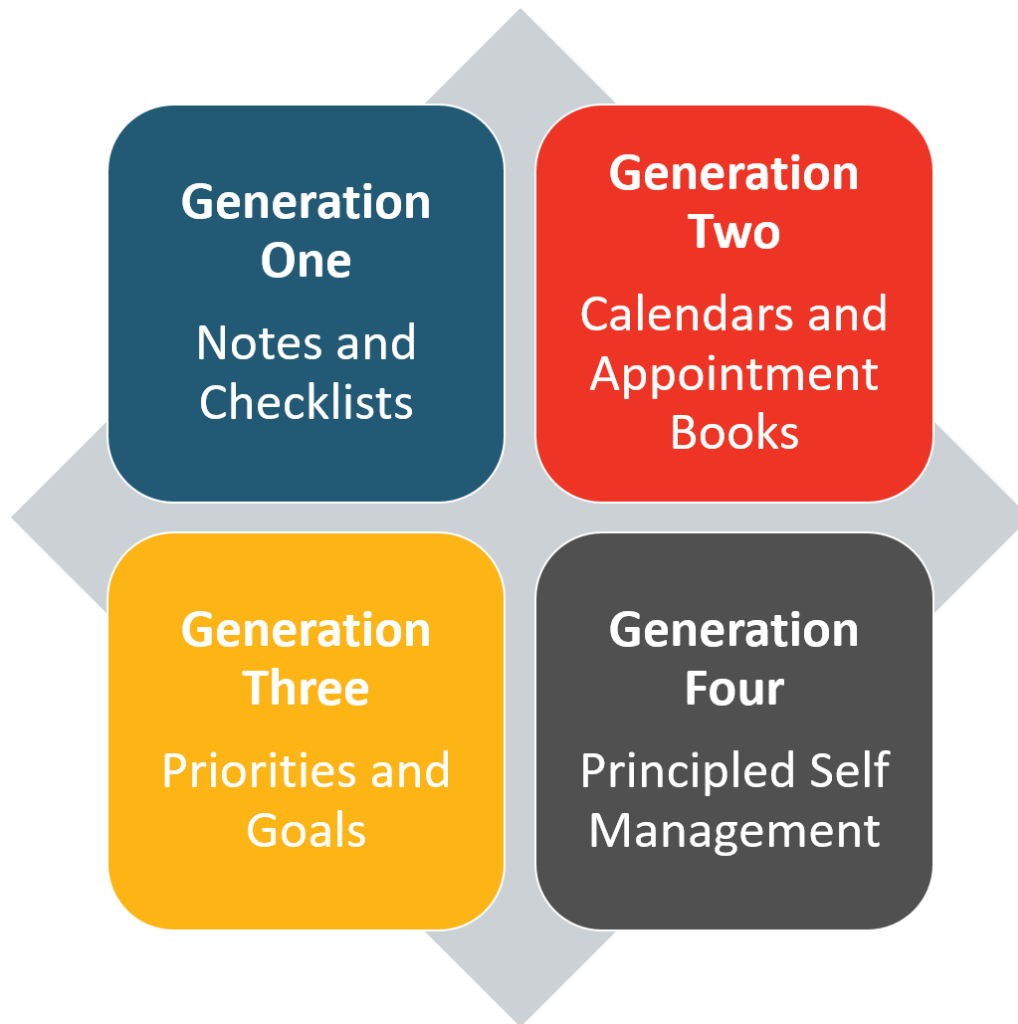 Generation
One
Notes and
Checklists
Generation
Two
Calendars and
Appointment
Books
Generation
Three
Priorities and
Goals
Generation
Four
Principled Self
Management